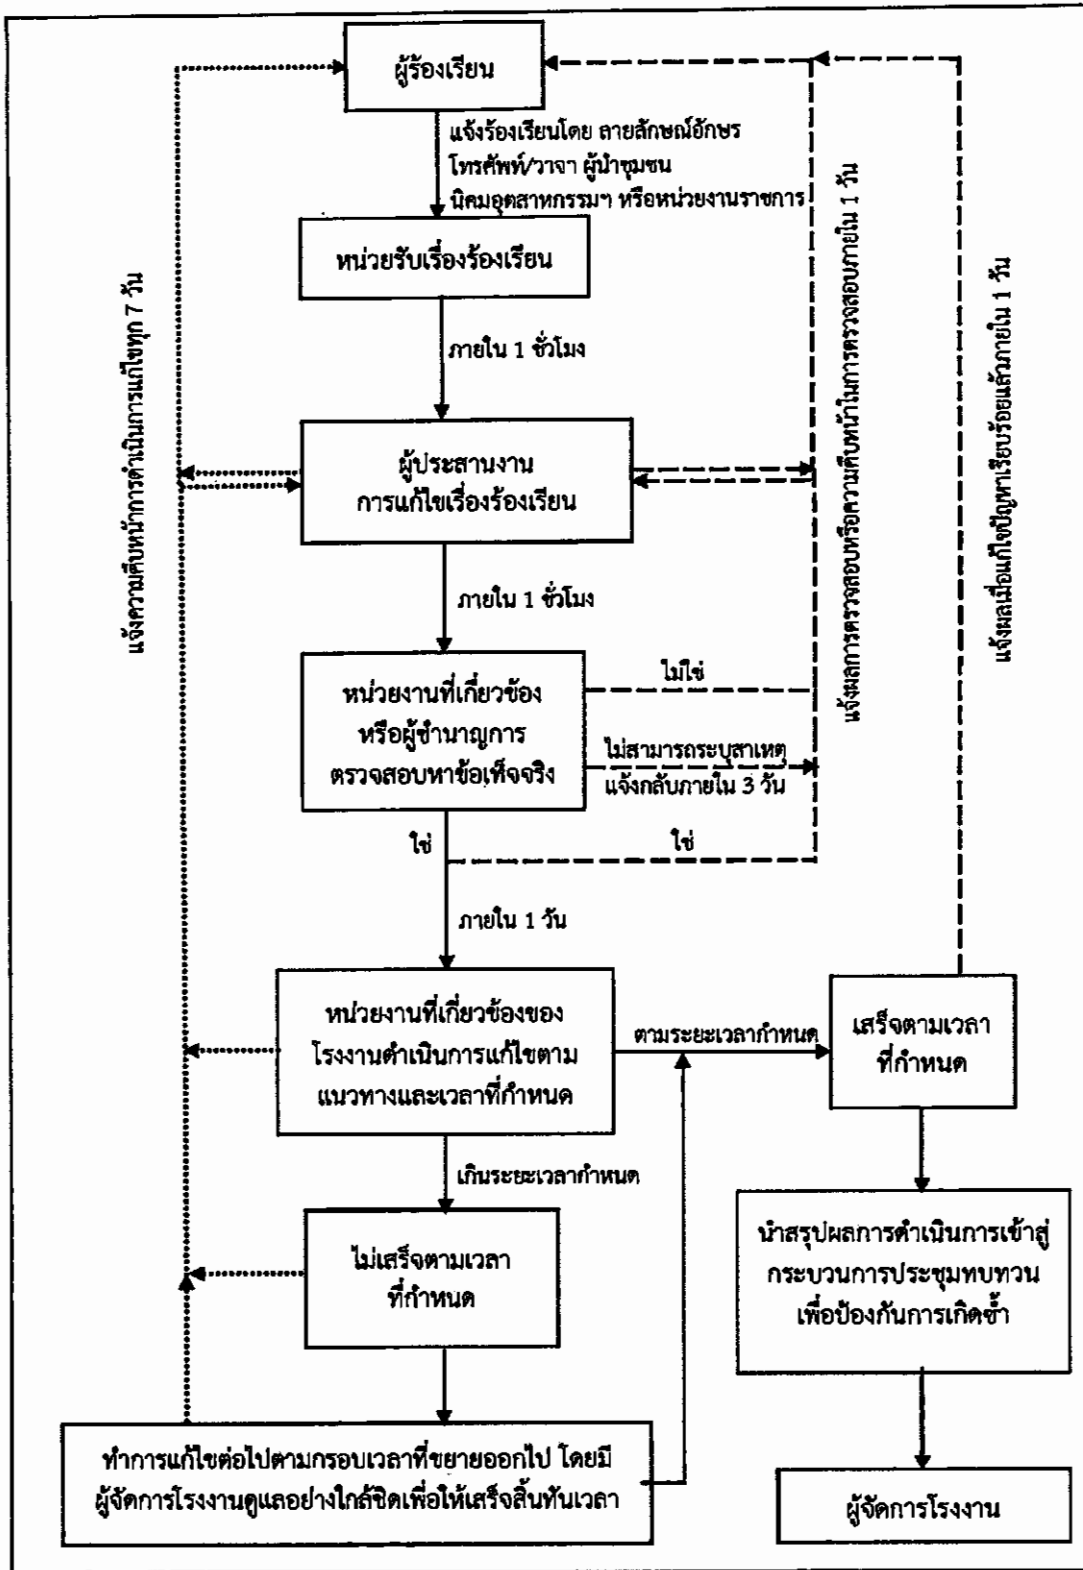 ผู้ร้องเรียน
แจ้งร้องเรียนโดย ลายลักษณ์อักษร
โทรศัพท์/วาจา ผู้นำชุมชน
นิคมอุตสาหกรรมฯ หรือหน่วยงานราชการ
หน่วยรับเรื่องร้องเรียน
ภายใน 1 ชั่วโมง
ผู้ประสานงาน
การแก้ไขเรื่องร้องเรียน
ภายใน 1 ชั่วโมง
หน่วยงานที่เกี่ยวข้อง
หรือผู้ชำนาญการ
ตรวจสอบหาข้อเท็จจริง
ไม่ใช่
ไม่สามารถระบุสาเหตุ
แจ้งกลับภายใน 3 วัน
ใช่
ใช่
ภายใน 1 วัน
หน่วยงานที่เกี่ยวข้องของ
โรงงานดำเนินการแก้ไขตาม
แนวทางและเวลาที่กำหนด
ตามระยะเวลากำหนด
เสร็จตามเวลา
ที่กำหนด
เกินระยะเวลากำหนด
ไม่เสร็จตามเวลา
ที่กำหนด
นำสรุปผลการดำเนินการเข้าสู่
กระบวนการประชุมทบทวน
เพื่อป้องกันการเกิดซ้ำ
ทำการแก้ไขต่อไปตามกรอบเวลาที่ขยายออกไป โดยมี
ผู้จัดการโรงงานดูแลอย่างใกล้ชิดเพื่อให้เสร็จสิ้นทันเวลา
ผู้จัดการโรงงาน
แจ้งความคืบหน้าการดำเนินการแก้ไขทุก 7 วัน
แจ้งผลการตรวจสอบหรือความคืบหน้าในการตรวจสอบภายใน 1 วัน
แจ้งผลเมื่อแก้ไขปัญหาเรียบร้อยแล้วภายใน 1 วัน